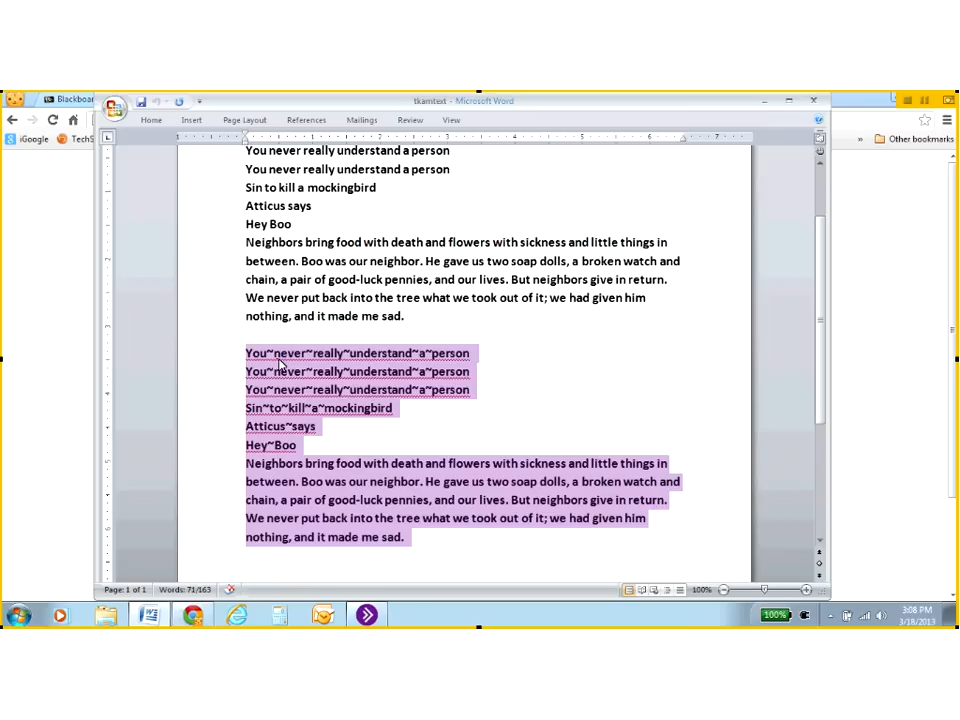 Blackboar
tkamtext - Microsoft Word
Home Insert Page Layout References Mailings Review View
iGoogle TechS
» Other bookmarks
1 1 2 3 4 5 6 7
You never really understand a person
You never really understand a person
Sin to kill a mockingbird
Atticus says
Hey Boo
Neighbors bring food with death and flowers with sickness and little things in
between. Boo was our neighbor. He gave us two soap dolls, a broken watch and
chain, a pair of good-luck pennies, and our lives. But neighbors give in return.
We never put back into the tree what we took out of it; we had given him
nothing, and it made me sad.
You~never~really~understand~a~person
You~never~really~understand~a~person
You~never~really~understand~a~person
Sin~to~kill~a~mockingbird
Atticus~says
Hey~Boo
Neighbors bring food with death and flowers with sickness and little things in
between. Boo was our neighbor. He gave us two soap dolls, a broken watch and
chain, a pair of good-luck pennies, and our lives. But neighbors give in return.
We never put back into the tree what we took out of it; we had given him
nothing, and it made me sad.
Page: 1 of 1 Words: 71/163 100%
100% 3:08 PM
3/18/2013